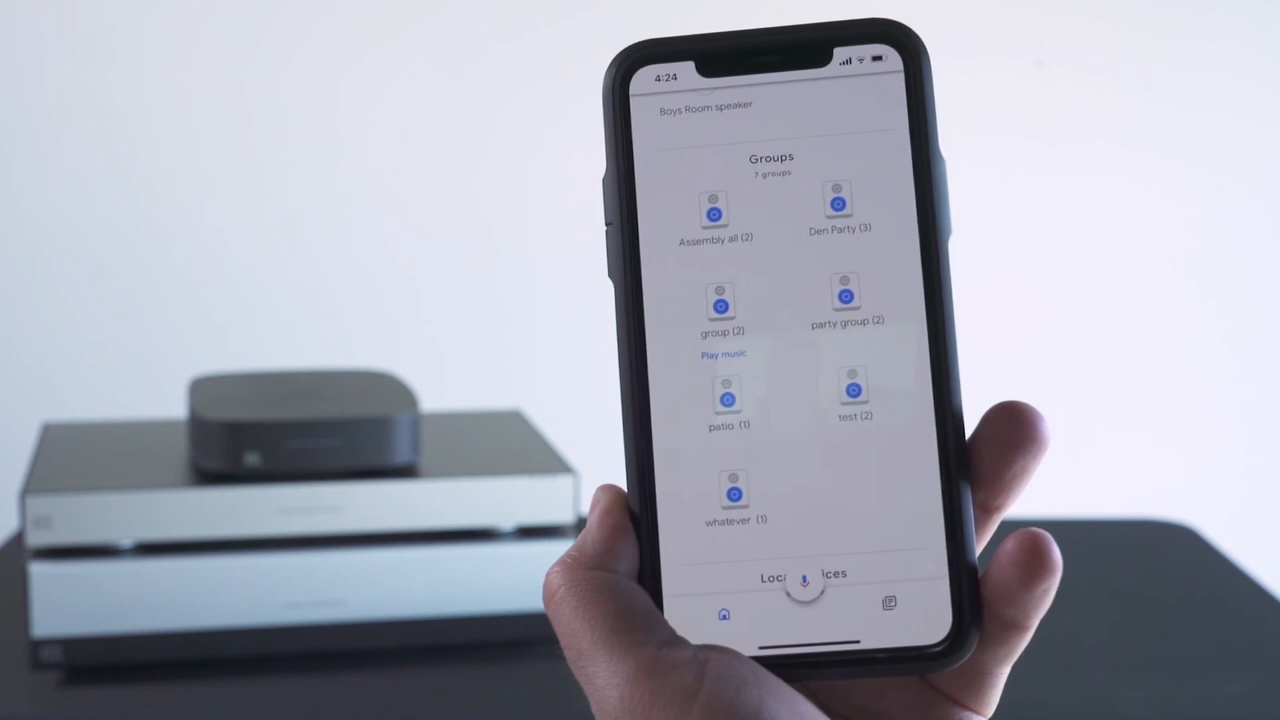 4:24
Boys Room speaker
Groups
7 groups
Assembly all (2)
Den Party (3)
group (2)
party group (2)
Play music
patio (1)
test (2)
whatever (1)